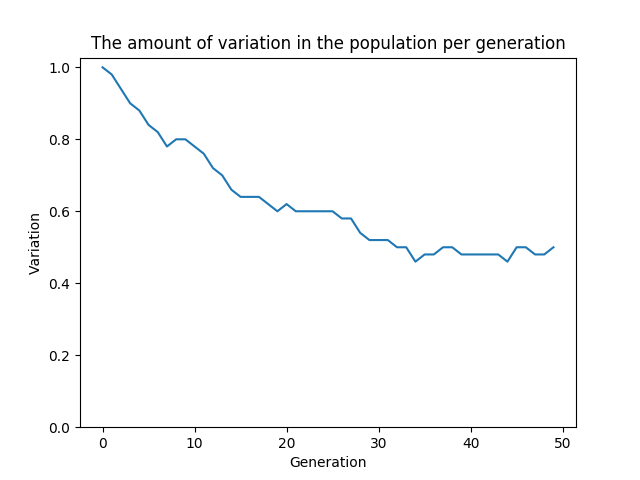 The amount of variation in the population per generation
1.0
0.8
0.6
0.4
0.2
0.0
Variation
0 10 20 30 40 50
Generation